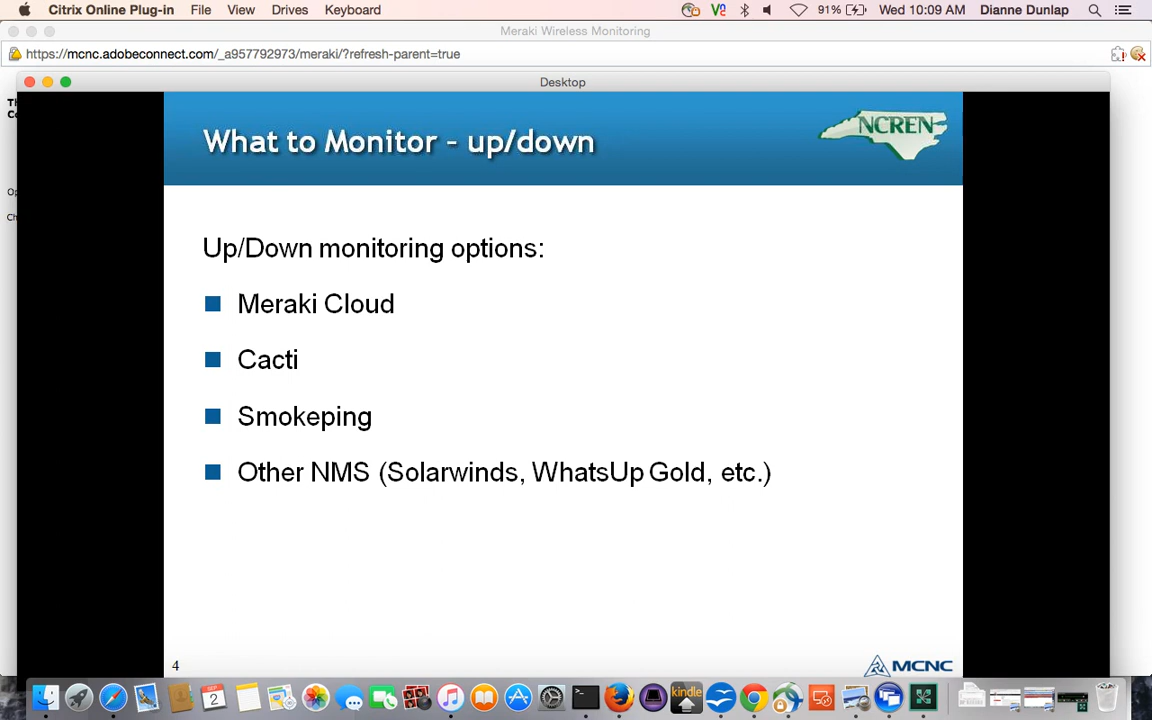 Citrix Online Plug-in File View Drives Keyboard 91% Wed 10:09 AM Dianne Dunlap
Meraki Wireless Monitoring
https://mcnc.adobeconnect.com/_a957792973/meraki/?refresh-parent=true
Desktop
What to Monitor - up/down
NCREN
Up/Down monitoring options:
Meraki Cloud
Cacti
Smokeping
Other NMS (Solarwinds, WhatsUp Gold, etc.)
4
MCNC
2
kindle